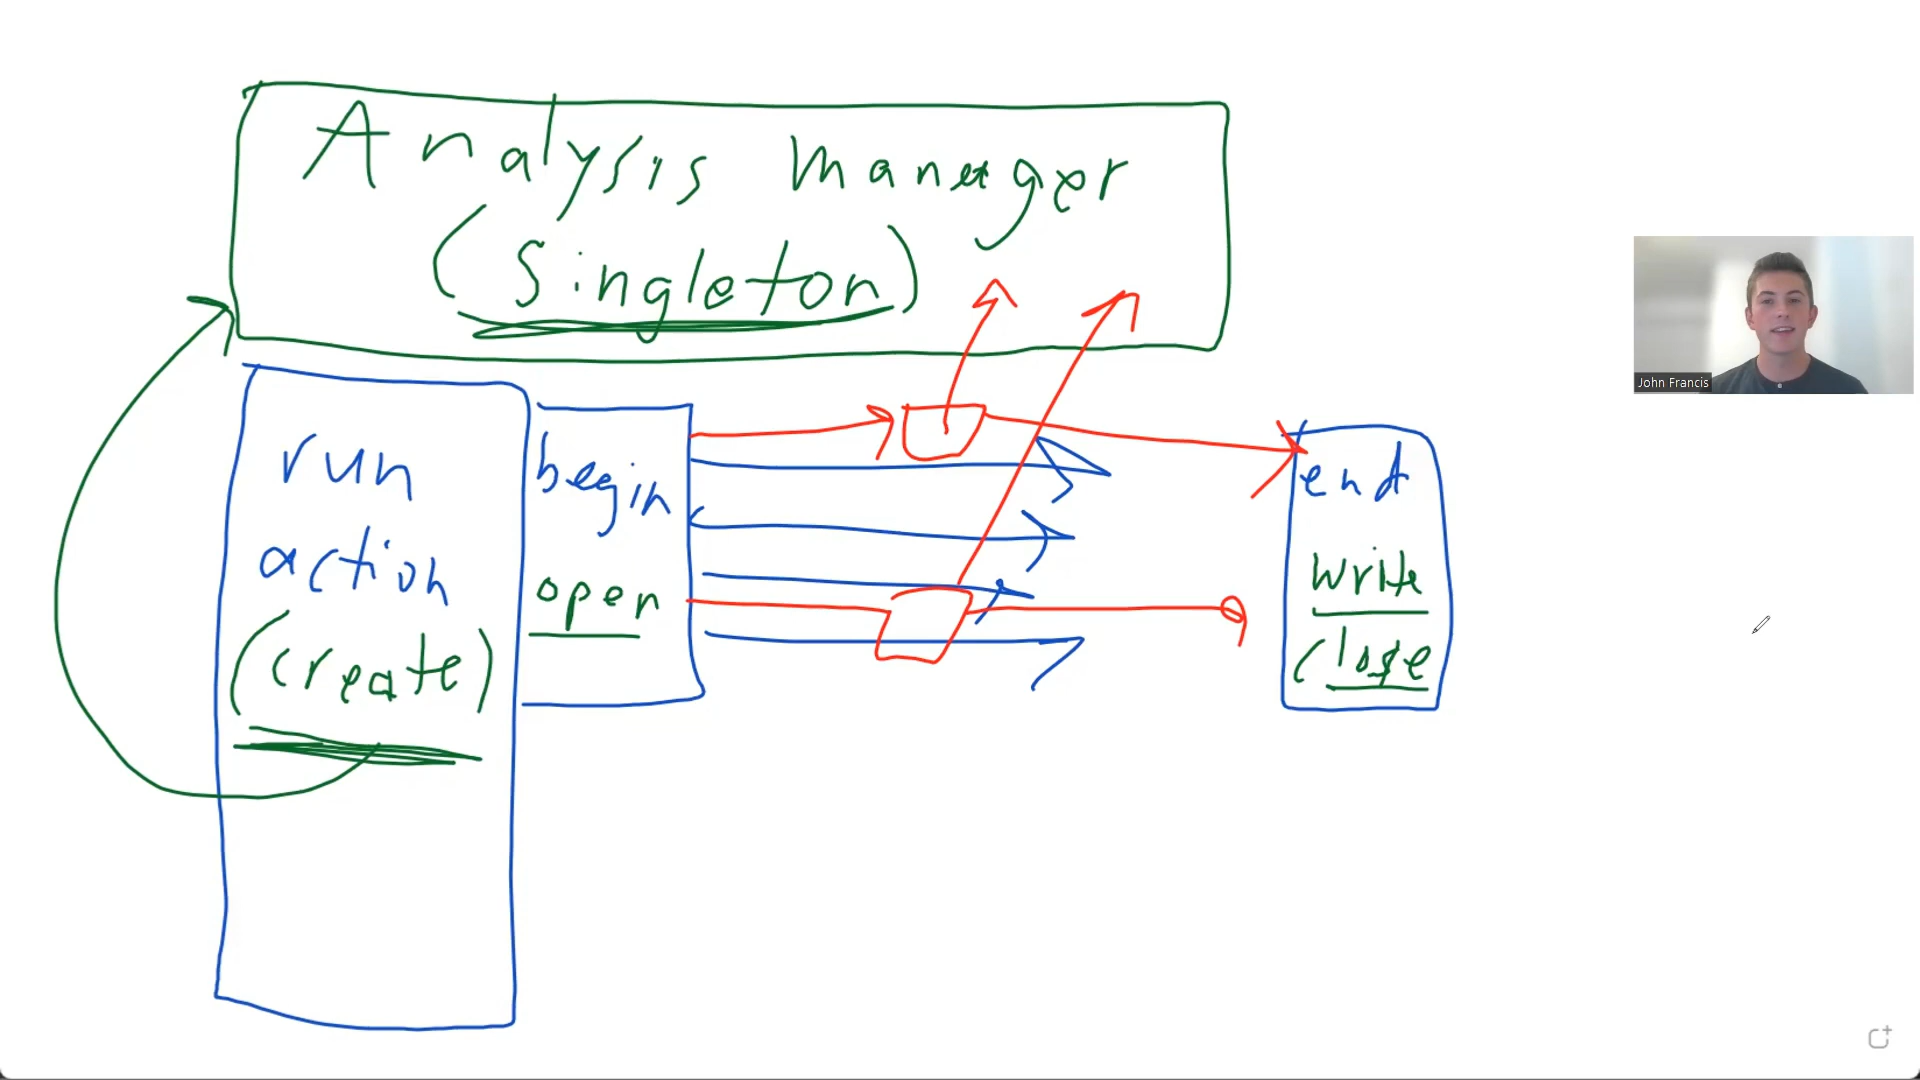 Analysis Manager
(Singleton)
run
action
(create)
begin
open
end
write
close
John Francis